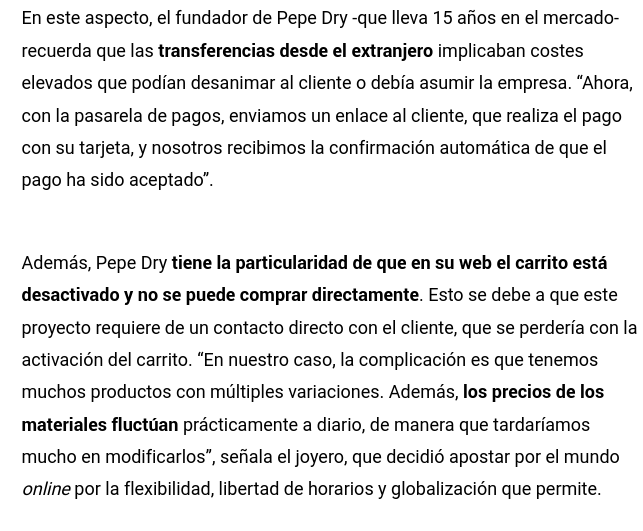 En este aspecto, el fundador de Pepe Dry -que lleva 15 años en el mercado-
recuerda que las transferencias desde el extranjero implicaban costes
elevados que podían desanimar al cliente o debía asumir la empresa. “Ahora,
con la pasarela de pagos, enviamos un enlace al cliente, que realiza el pago
con su tarjeta, y nosotros recibimos la confirmación automática de que el
pago ha sido aceptado”.
Además, Pepe Dry tiene la particularidad de que en su web el carrito está
desactivado y no se puede comprar directamente. Esto se debe a que este
proyecto requiere de un contacto directo con el cliente, que se perdería con la
activación del carrito. “En nuestro caso, la complicación es que tenemos
muchos productos con múltiples variaciones. Además, los precios de los
materiales fluctúan prácticamente a diario, de manera que tardaríamos
mucho en modificarlos”, señala el joyero, que decidió apostar por el mundo
online por la flexibilidad, libertad de horarios y globalización que permite.